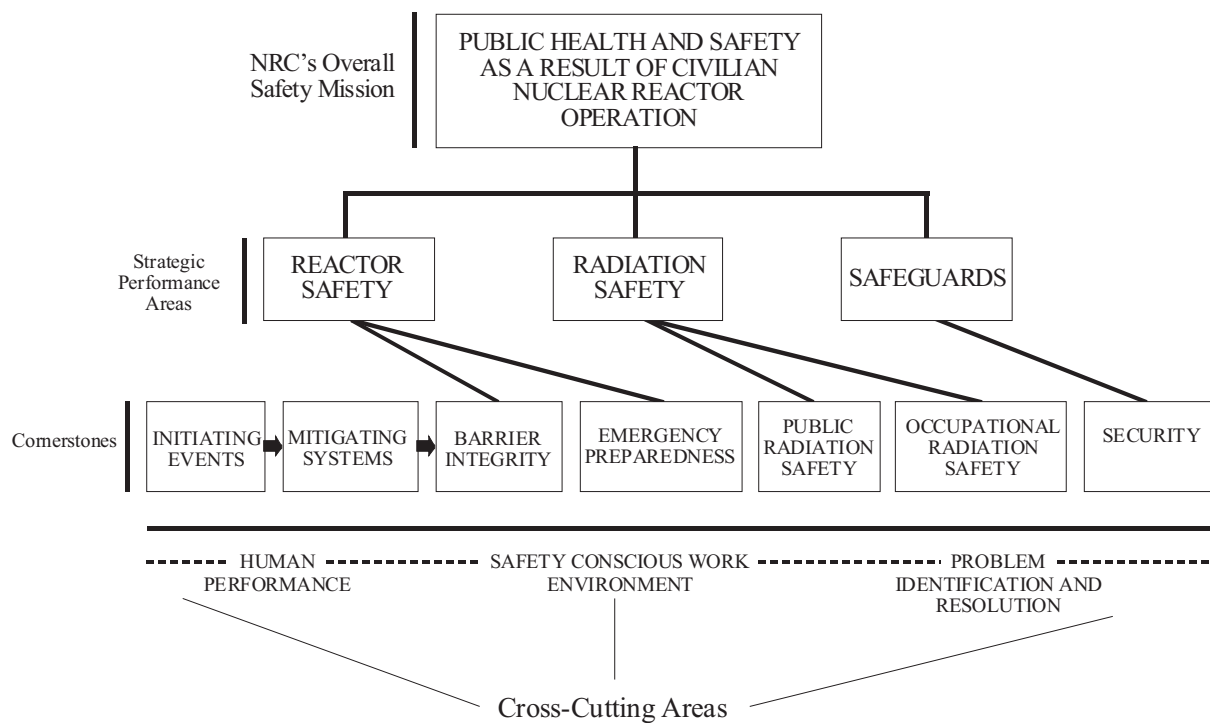 NRC's Overall
Safety Mission
PUBLIC HEALTH AND SAFETY
AS A RESULT OF CIVILIAN
NUCLEAR REACTOR
OPERATION
Strategic
Performance
Areas
REACTOR
SAFETY
RADIATION
SAFETY
SAFEGUARDS
Cornerstones
INITIATING
EVENTS
MITIGATING
SYSTEMS
BARRIER
INTEGRITY
EMERGENCY
PREPAREDNESS
PUBLIC
RADIATION
SAFETY
OCCUPATIONAL
RADIATION
SAFETY
SECURITY
HUMAN
PERFORMANCE
SAFETY CONSCIOUS WORK
ENVIRONMENT
PROBLEM
IDENTIFICATION AND
RESOLUTION
Cross-Cutting Areas